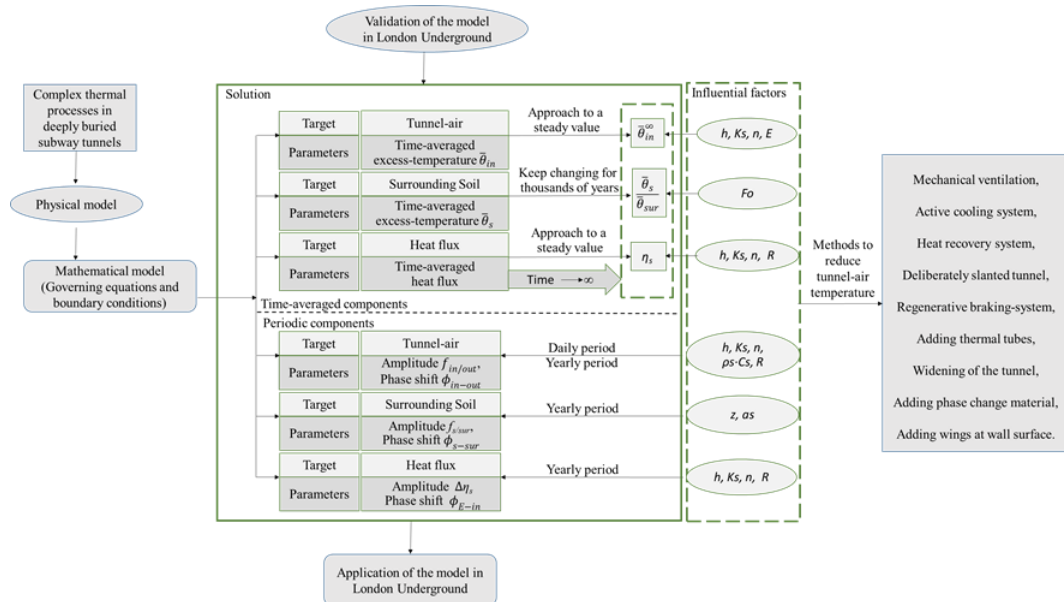 Validation of the model
in London Underground
Complex thermal
processes in
deeply buried
subway tunnels
Physical model
Mathematical model
(Governing equations and
boundary conditions)
Solution
Target
Tunnel-air
Parameters
Time-averaged
excess-temperature θ̅in
Approach to a
steady value
θ̅in∞
Target
Surrounding Soil
Parameters
Time-averaged
excess-temperature θ̅s
Keep changing for
thousands of years
θ̅s
θ̅sur
Target
Heat flux
Parameters
Time-averaged
heat flux
Approach to a
steady value
ηs
Time →∞
Time-averaged components
Periodic components
Target
Tunnel-air
Parameters
Amplitude fin/out,
Phase shift ϕin−out
Daily period
Yearly period
Target
Surrounding Soil
Parameters
Amplitude fs/sur,
Phase shift ϕs−sur
Yearly period
Target
Heat flux
Parameters
Amplitude Δηs
Phase shift ϕE−in
Yearly period
Influential factors
h, Ks, n, E
Fo
h, Ks, n, R
h, Ks, n,
ρs·Cs, R
z, as
h, Ks, n, R
Methods to
reduce
tunnel-air
temperature
Mechanical ventilation,
Active cooling system,
Heat recovery system,
Deliberately slanted tunnel,
Regenerative braking-system,
Adding thermal tubes,
Widening of the tunnel,
Adding phase change material,
Adding wings at wall surface.
Application of the model in
London Underground